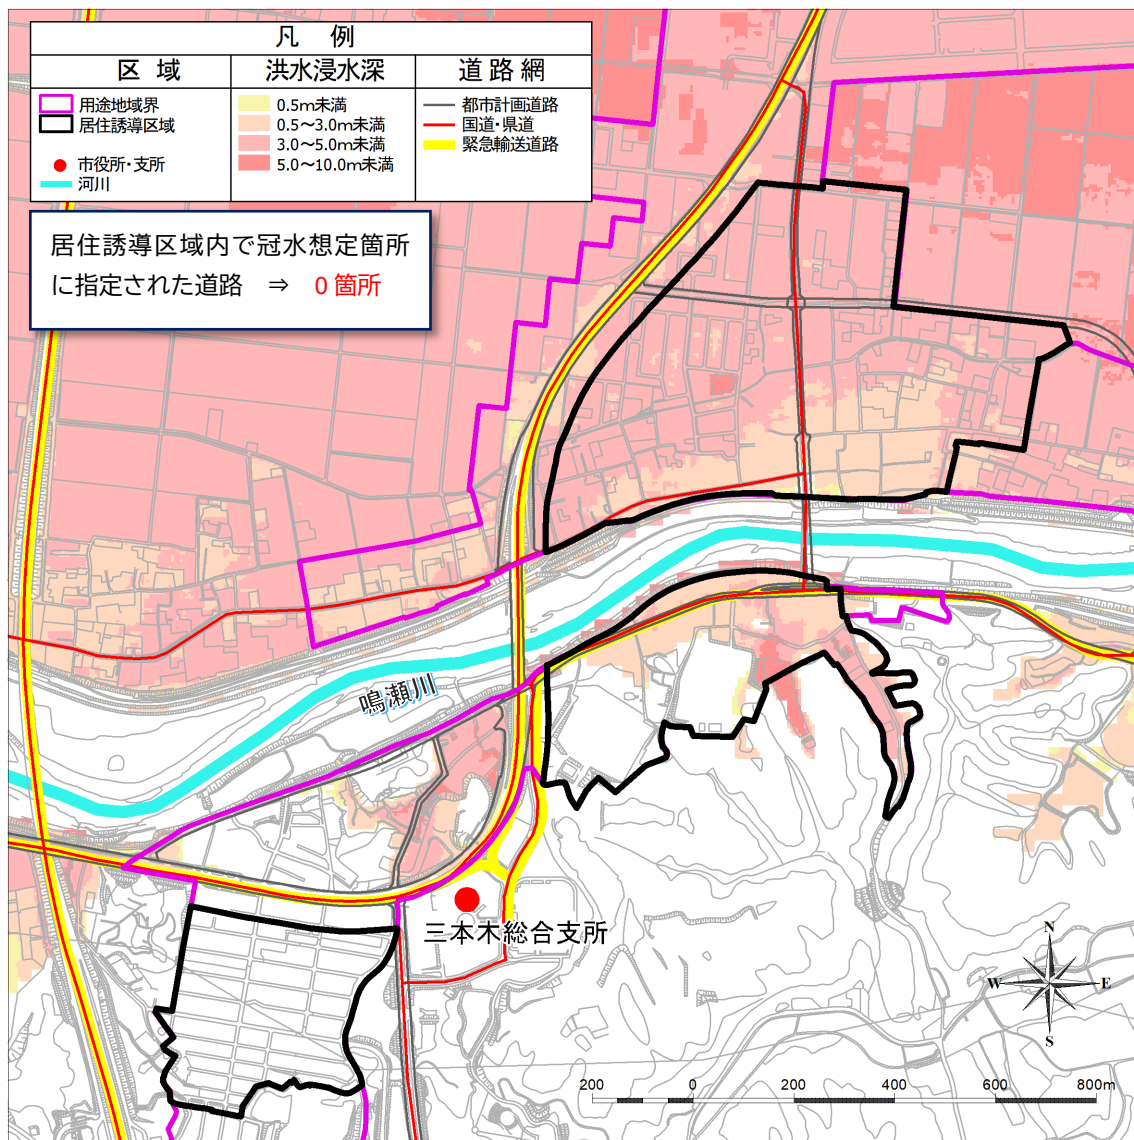 凡 例
区 域
洪水浸水深
道路網
用途地域界
居住誘導区域
市役所・支所
河川
0.5m未満
0.5～3.0m未満
3.0～5.0m未満
5.0～10.0m未満
都市計画道路
国道・県道
緊急輸送道路
居住誘導区域内で冠水想定箇所
に指定された道路 ⇒ 0箇所
鳴瀬川
三本木総合支所
N
W
E
S
200 0 200 400 600 800m